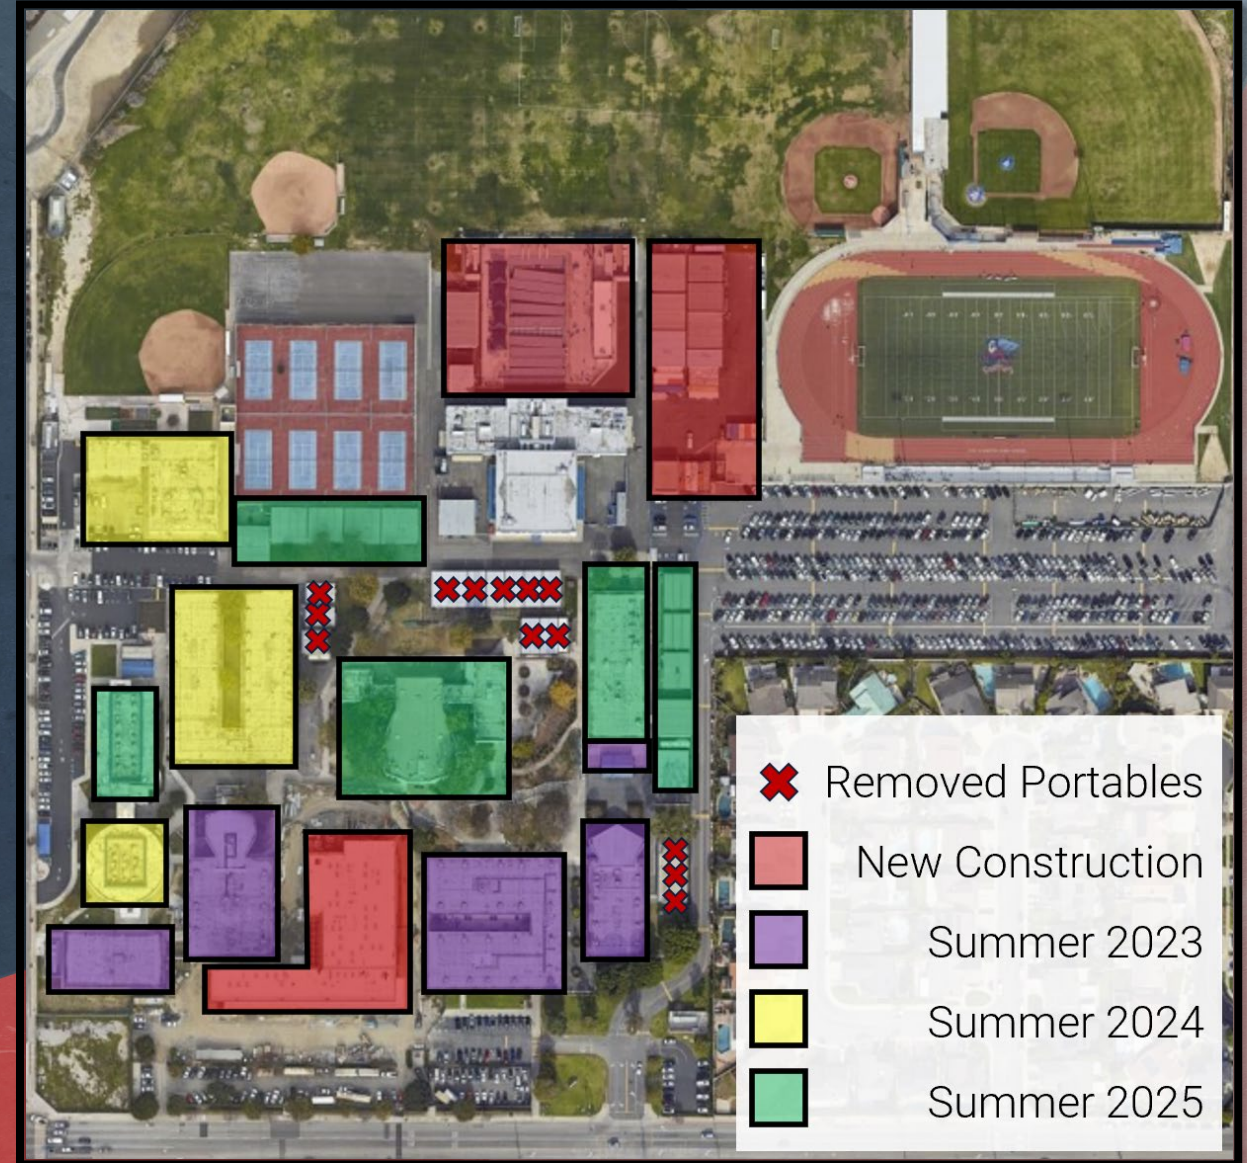 Removed Portables
New Construction
Summer 2023
Summer 2024
Summer 2025